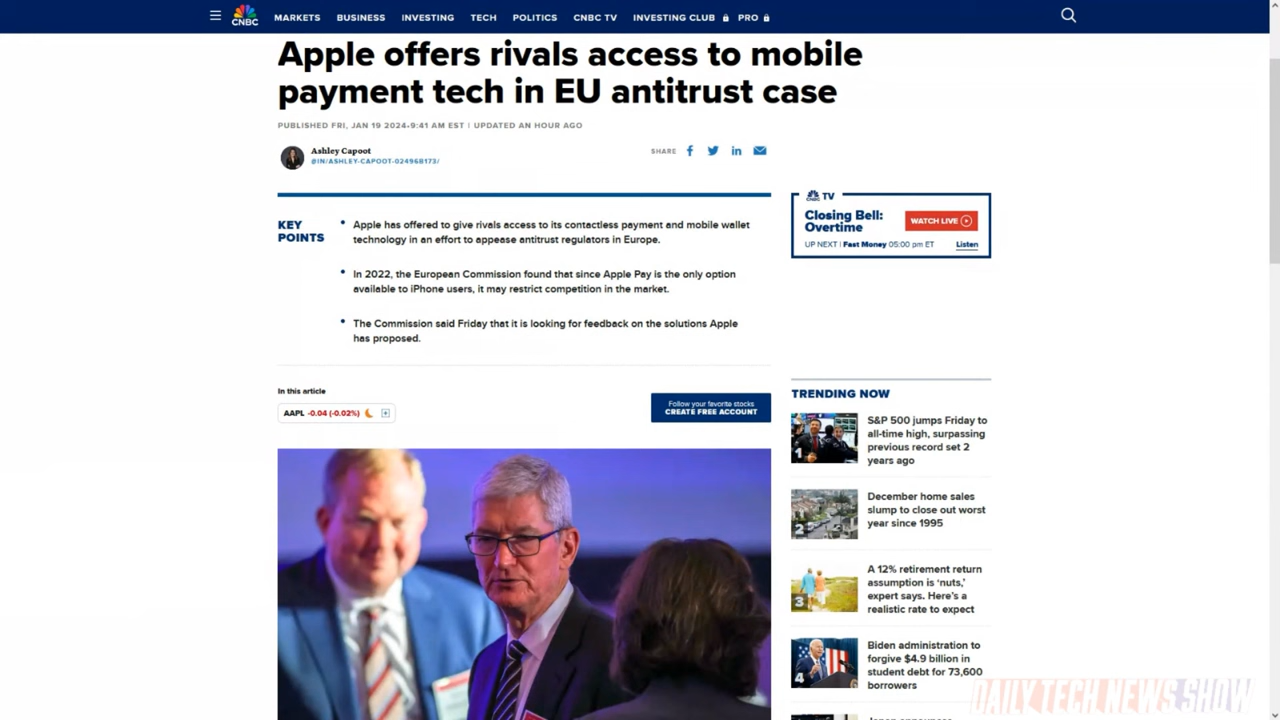 CNBC
MARKETS BUSINESS INVESTING TECH POLITICS CNBC TV INVESTING CLUB PRO
Apple offers rivals access to mobile
payment tech in EU antitrust case
PUBLISHED FRI, JAN 19 2024•9:41 AM EST | UPDATED AN HOUR AGO
Ashley Capoot
@IN/ASHLEY-CAPOOT-024968173/
SHARE
KEY
POINTS
• Apple has offered to give rivals access to its contactless payment and mobile wallet
technology in an effort to appease antitrust regulators in Europe.
• In 2022, the European Commission found that since Apple Pay is the only option
available to iPhone users, it may restrict competition in the market.
• The Commission said Friday that it is looking for feedback on the solutions Apple
has proposed.
In this article
AAPL -0.04 (-0.02%)
Follow your favorite stocks
CREATE FREE ACCOUNT
CNBC TV
Closing Bell:
Overtime
WATCH LIVE
UP NEXT | Fast Money 05:00 pm ET
Listen
TRENDING NOW
1
S&P 500 jumps Friday to
all-time high, surpassing
previous record set 2
years ago
2
December home sales
slump to close out worst
year since 1995
3
A 12% retirement return
assumption is ‘nuts,’
expert says. Here’s a
realistic rate to expect
4
Biden administration to
forgive $4.9 billion in
student debt for 73,600
borrowers
DAILY TECH NEWS SHOW